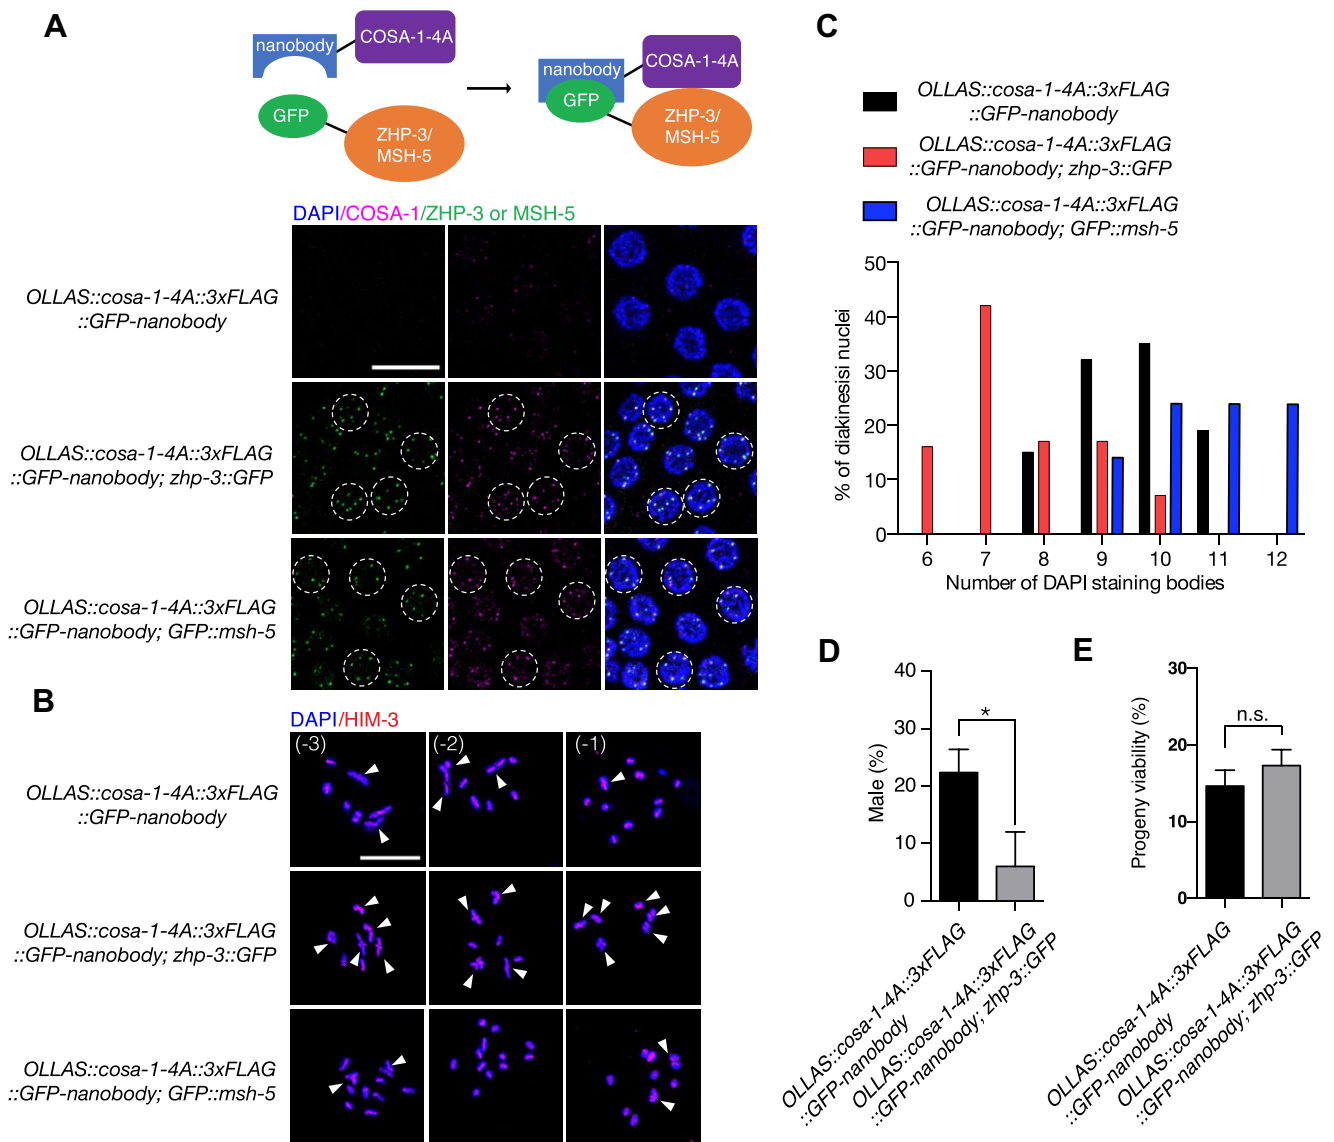 A
nanobody
COSA-1-4A
GFP
ZHP-3/
MSH-5
nanobody
COSA-1-4A
GFP
ZHP-3/
MSH-5
DAPI/COSA-1/ZHP-3 or MSH-5
OLLAS::cosa-1-4A::3xFLAG
::GFP-nanobody
OLLAS::cosa-1-4A::3xFLAG
::GFP-nanobody; zhp-3::GFP
OLLAS::cosa-1-4A::3xFLAG
::GFP-nanobody; GFP::msh-5
B
DAPI/HIM-3
(-3)
(-2)
(-1)
OLLAS::cosa-1-4A::3xFLAG
::GFP-nanobody
OLLAS::cosa-1-4A::3xFLAG
::GFP-nanobody; zhp-3::GFP
OLLAS::cosa-1-4A::3xFLAG
::GFP-nanobody; GFP::msh-5
C
OLLAS::cosa-1-4A::3xFLAG
::GFP-nanobody
OLLAS::cosa-1-4A::3xFLAG
::GFP-nanobody; zhp-3::GFP
OLLAS::cosa-1-4A::3xFLAG
::GFP-nanobody; GFP::msh-5
% of diakinesisi nuclei
50
40
30
20
10
0
6 7 8 9 10 11 12
Number of DAPI staining bodies
D
Male (%)
40
30
20
10
0
*
OLLAS::cosa-1-4A::3xFLAG
::GFP-nanobody
OLLAS::cosa-1-4A::3xFLAG
::GFP-nanobody; zhp-3::GFP
E
Progeny viability (%)
30
20
10
0
n.s.
OLLAS::cosa-1-4A::3xFLAG
::GFP-nanobody
OLLAS::cosa-1-4A::3xFLAG
::GFP-nanobody; zhp-3::GFP